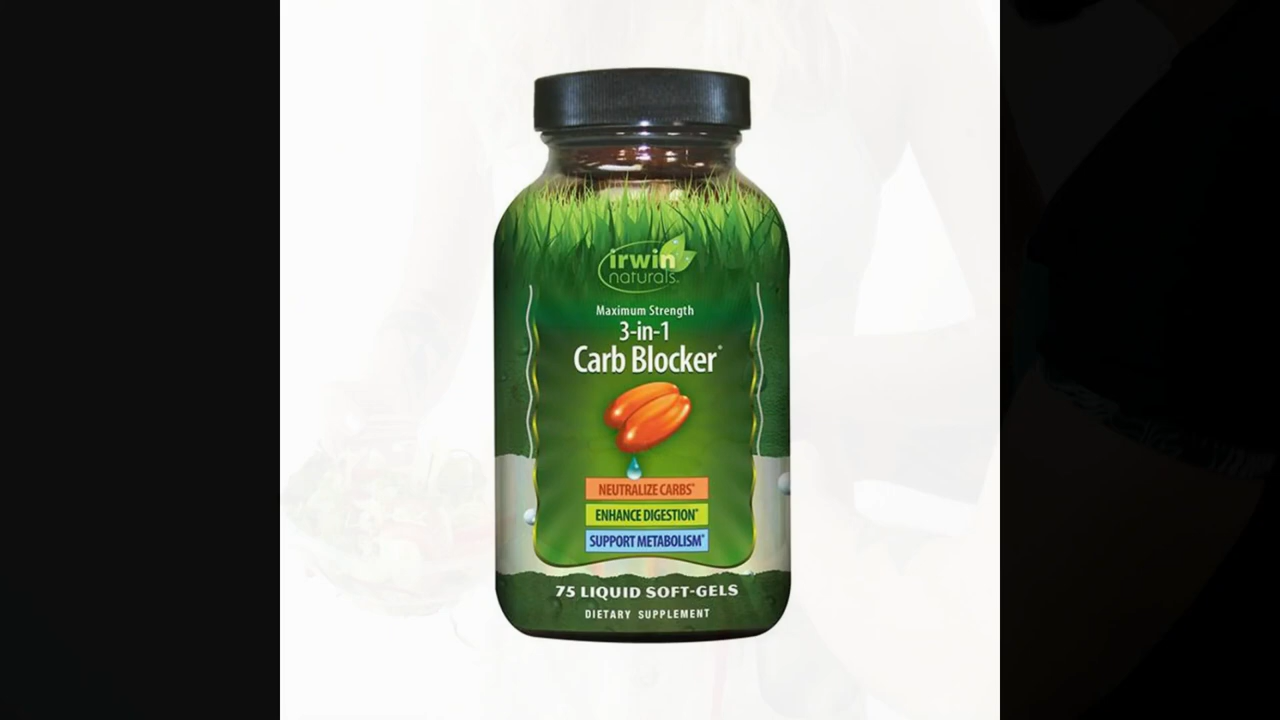 irwin
naturals®
Maximum Strength
3-in-1
Carb Blocker*
NEUTRALIZE CARBS*
ENHANCE DIGESTION*
SUPPORT METABOLISM*
75 LIQUID SOFT-GELS
DIETARY SUPPLEMENT